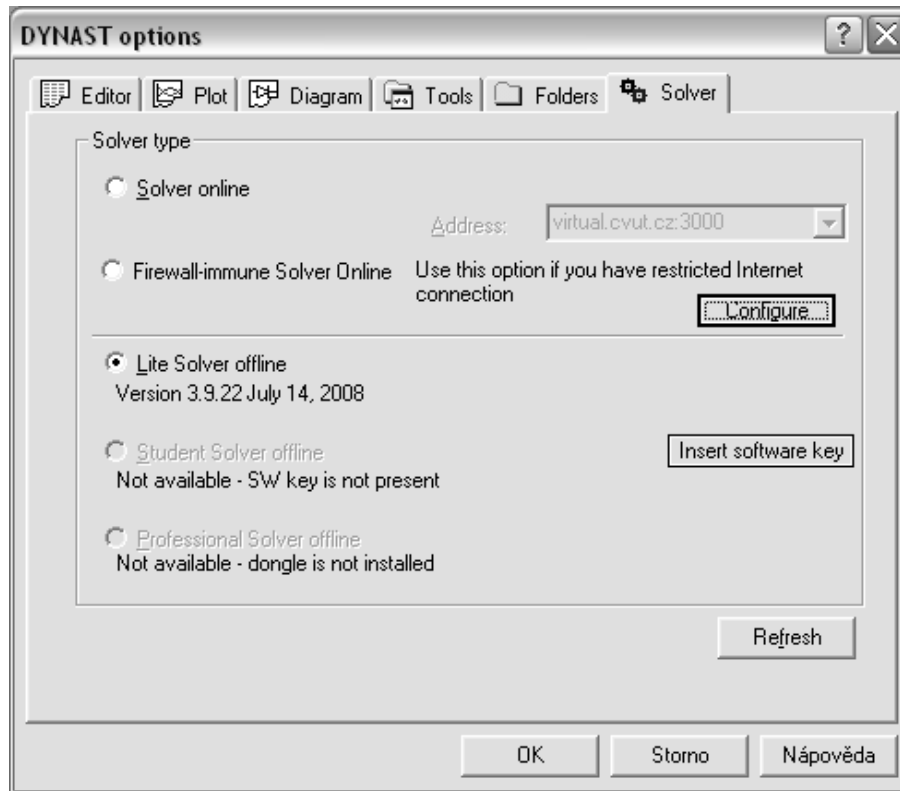 DYNAST options
Editor Plot Diagram Tools Folders Solver
Solver type
Solver online
Address: virtual.cvut.cz:3000
Firewall-immune Solver Online Use this option if you have restricted Internet
connection
Configure
Lite Solver offline
Version 3.9.22 July 14, 2008
Student Solver offline Insert software key
Not available - SW key is not present
Professional Solver offline
Not available - dongle is not installed
Refresh
OK Storno Nápověda